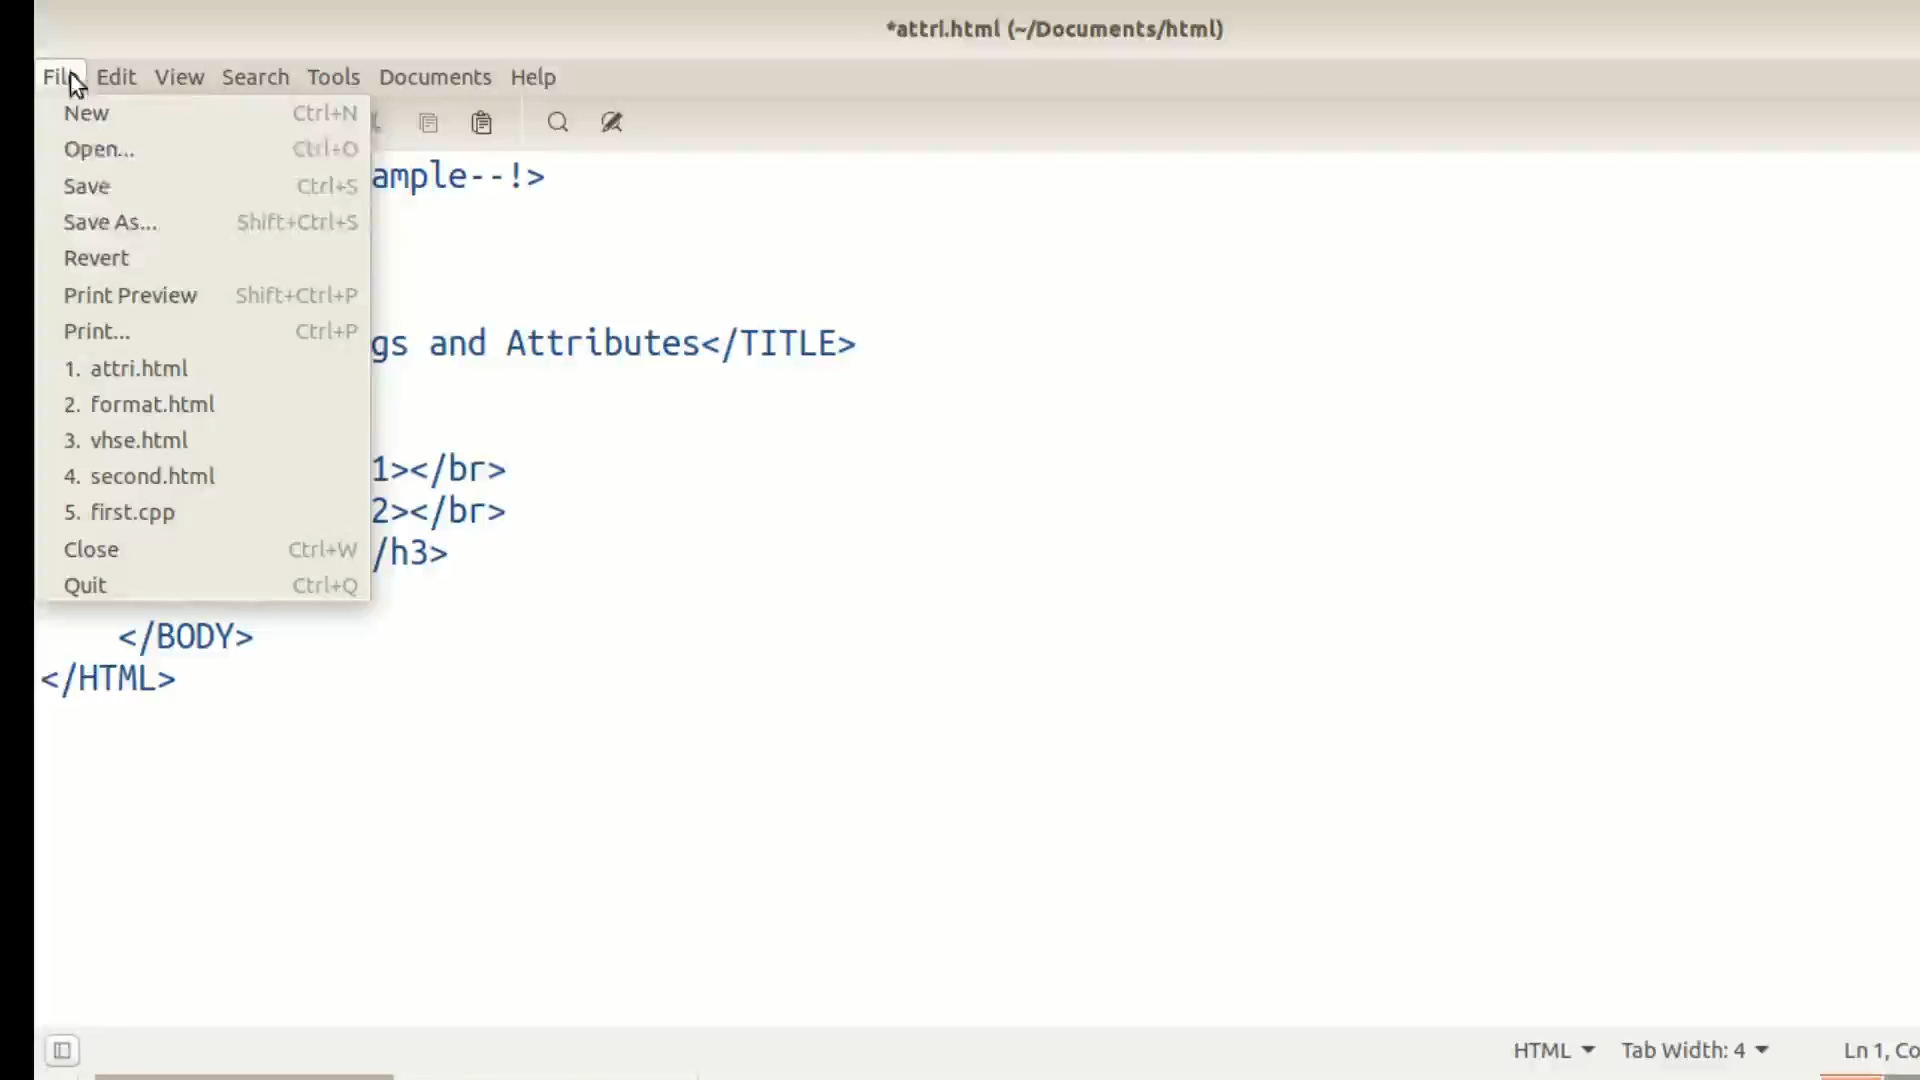 *attri.html (~/Documents/html)
File Edit View Search Tools Documents Help
New Ctrl+N
Open... Ctrl+O
Save Ctrl+S
Save As... Shift+Ctrl+S
Revert
Print Preview Shift+Ctrl+P
Print... Ctrl+P
1. attri.html
2. format.html
3. vhse.html
4. second.html
5. first.cpp
Close Ctrl+W
Quit Ctrl+Q
ample--!>
gs and Attributes</TITLE>
1></br>
2></br>
/h3>
</BODY>
</HTML>
HTML Tab Width: 4 Ln 1, Co